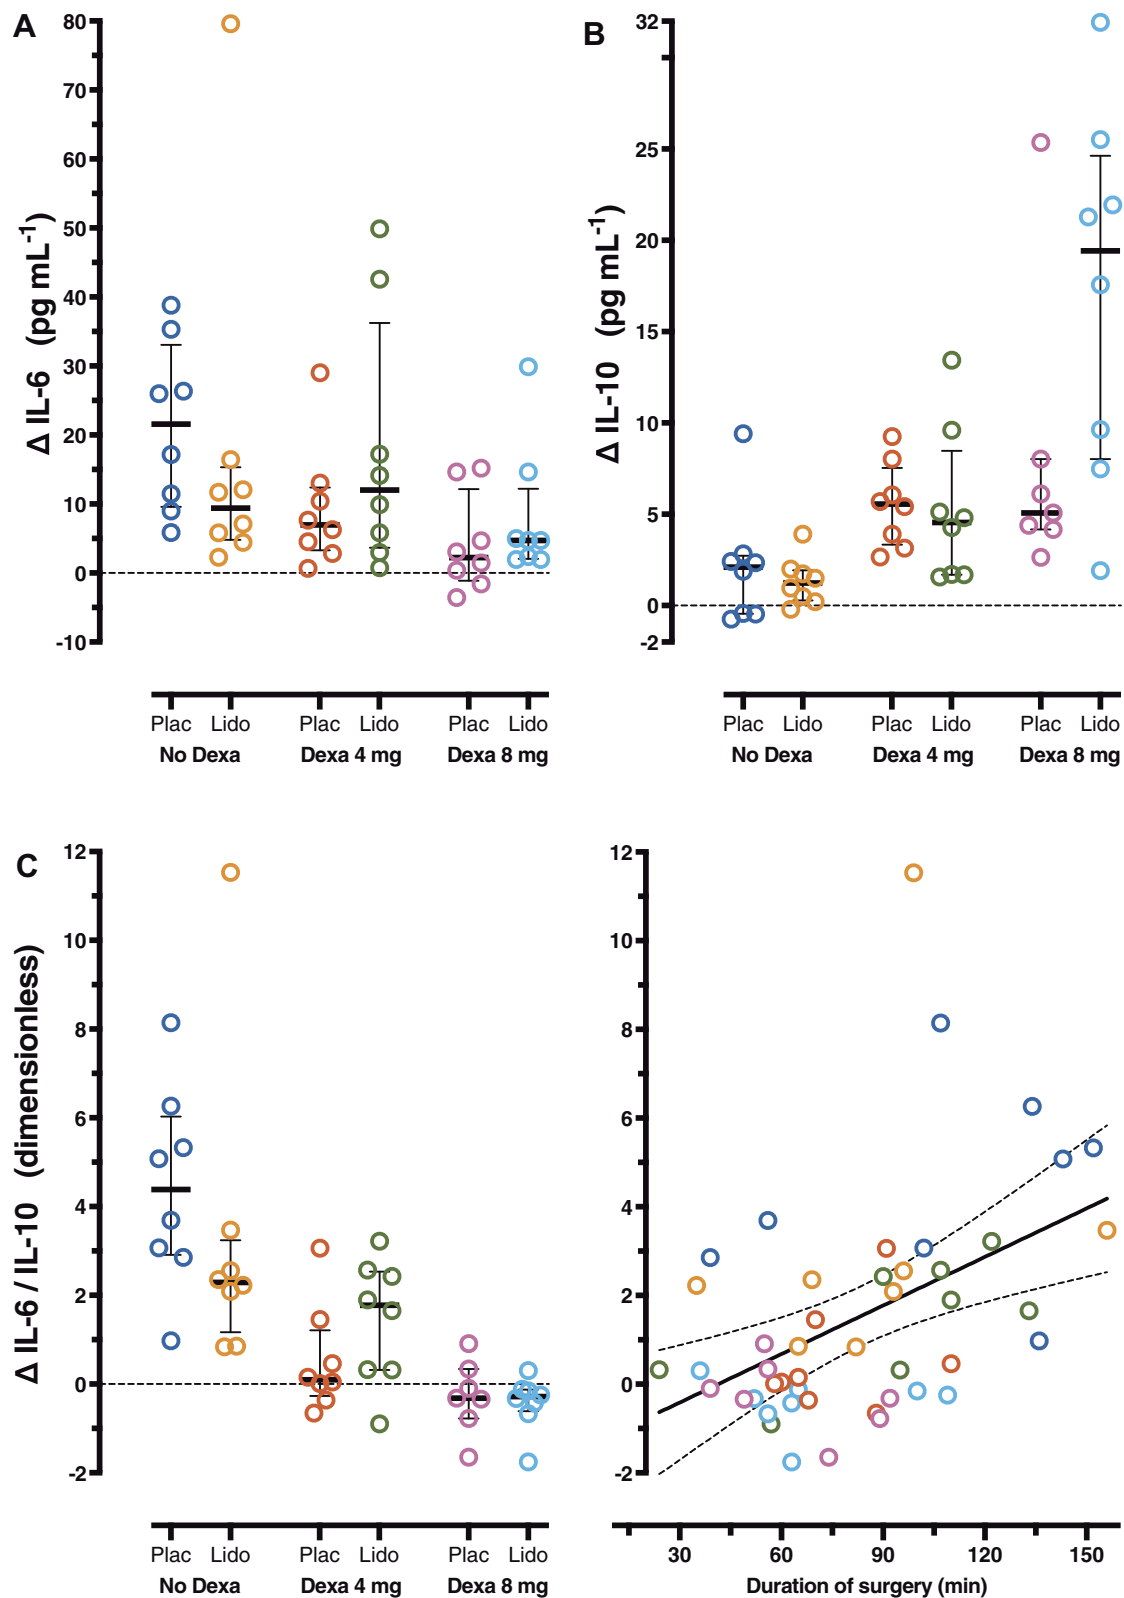 A
Δ IL-6 (pg mL-1)
80
70
60
50
40
30
20
10
0
-10
Plac Lido Plac Lido Plac Lido
No Dexa Dexa 4 mg Dexa 8 mg
B
Δ IL-10 (pg mL-1)
32
25
20
15
10
5
0
-2
Plac Lido Plac Lido Plac Lido
No Dexa Dexa 4 mg Dexa 8 mg
C
Δ IL-6 / IL-10 (dimensionless)
12
10
8
6
4
2
0
-2
Plac Lido Plac Lido Plac Lido
No Dexa Dexa 4 mg Dexa 8 mg
12
10
8
6
4
2
0
-2
30 60 90 120 150
Duration of surgery (min)